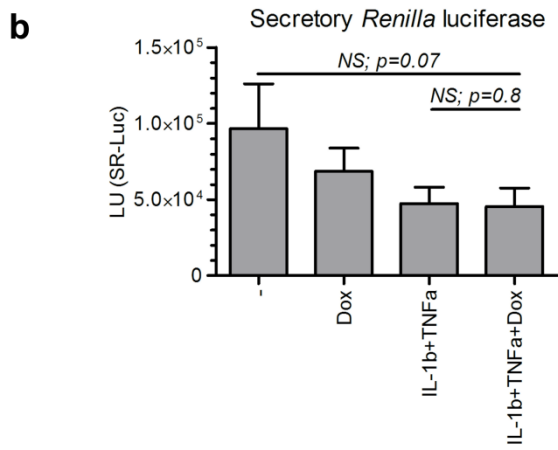 b
Secretory Renilla luciferase
LU (SR-Luc)
1.5×10⁵
1.0×10⁵
5.0×10⁴
0
NS; p=0.07
NS; p=0.8
-
Dox
IL-1b+TNFa
IL-1b+TNFa+Dox